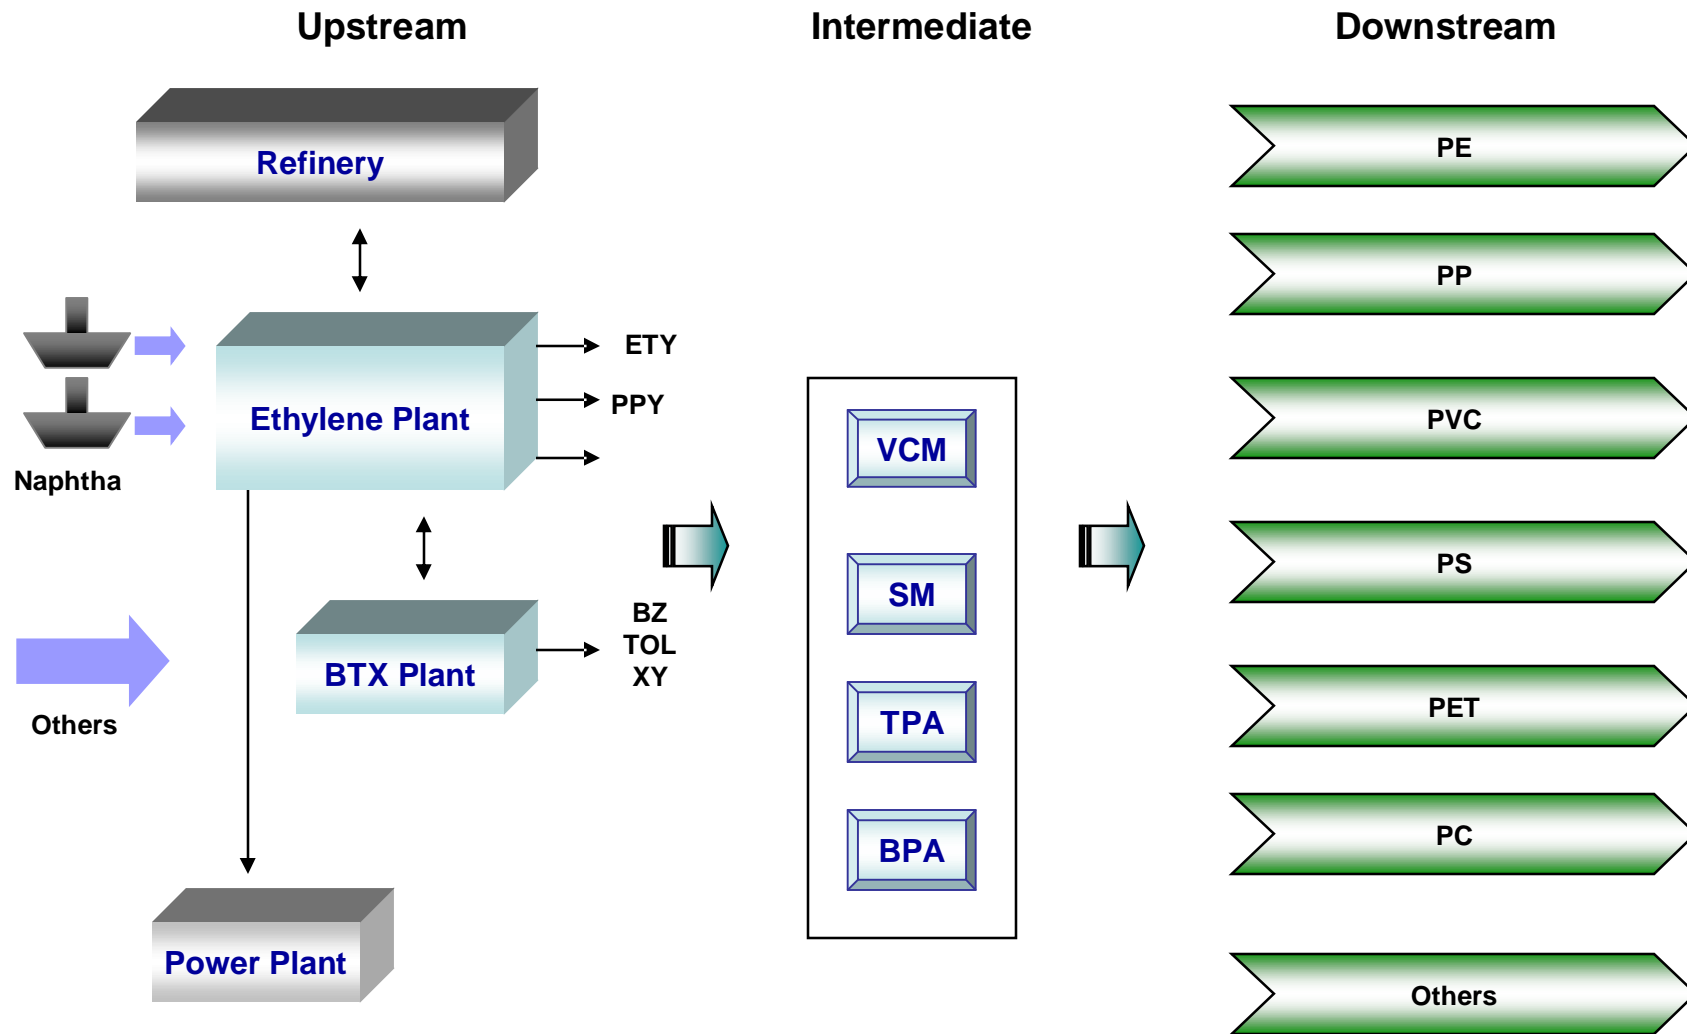 Upstream
Intermediate
Downstream
Refinery
Naphtha
Ethylene Plant
ETY
PPY
Others
BTX Plant
BZ
TOL
XY
Power Plant
VCM
SM
TPA
BPA
PE
PP
PVC
PS
PET
PC
Others